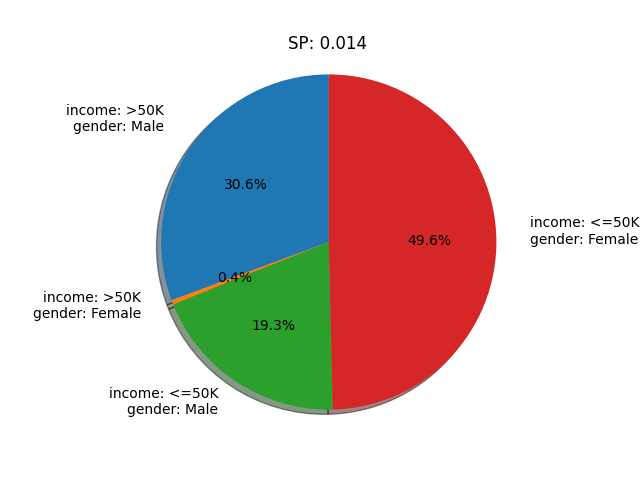 SP: 0.014
income: >50K
gender: Male
30.6%
income: <=50K
gender: Female
49.6%
income: >50K
gender: Female
0.4%
19.3%
income: <=50K
gender: Male